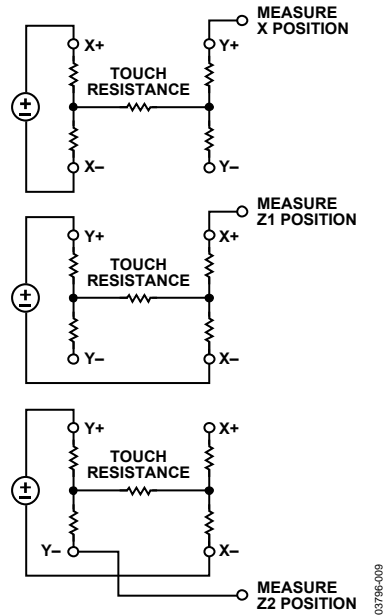 MEASURE
X POSITION
X+
Y+
TOUCH
RESISTANCE
±
X–
Y–
MEASURE
Z1 POSITION
Y+
X+
TOUCH
RESISTANCE
±
Y–
X–
Y+
X+
TOUCH
RESISTANCE
±
Y–
X–
MEASURE
Z2 POSITION
03796-009